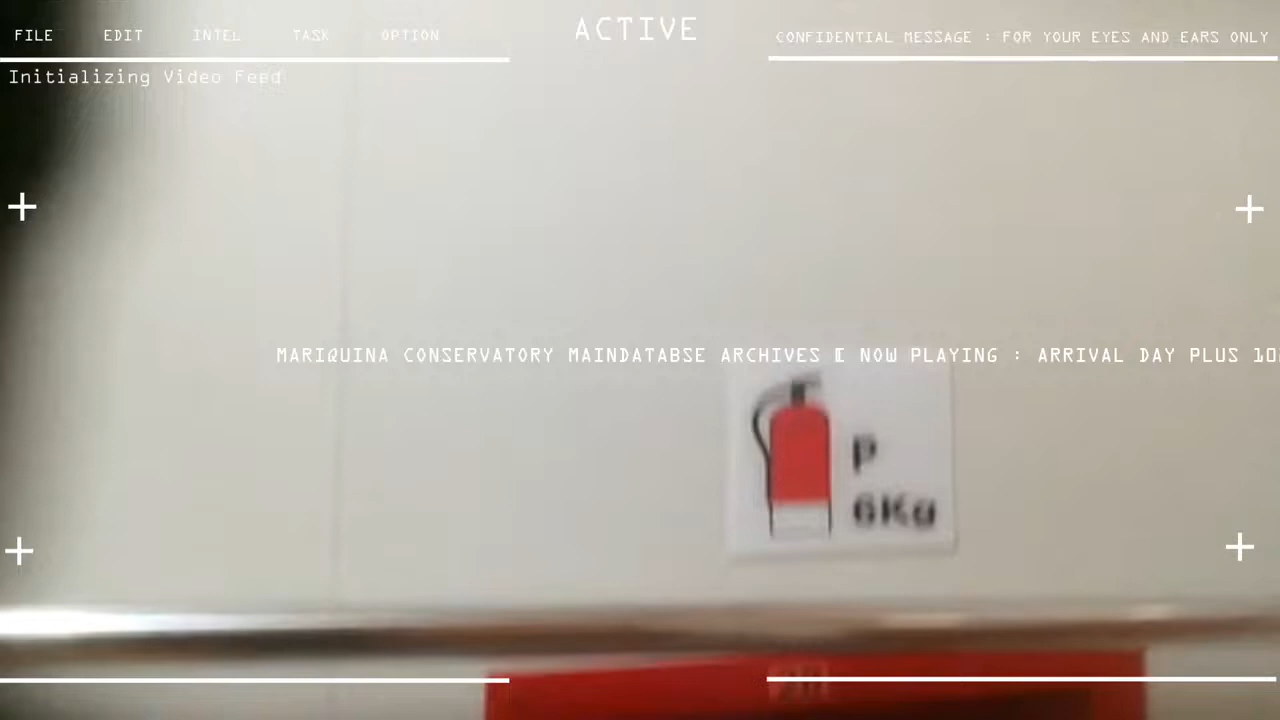 ACTIVE
FILE EDIT INTEL TASK OPTION
CONFIDENTIAL MESSAGE : FOR YOUR EYES AND EARS ONLY
Initializing Video Feed
MARIQUINA CONSERVATORY MAINDATABSE ARCHIVES NOW PLAYING : ARRIVAL DAY PLUS
P
6Kg